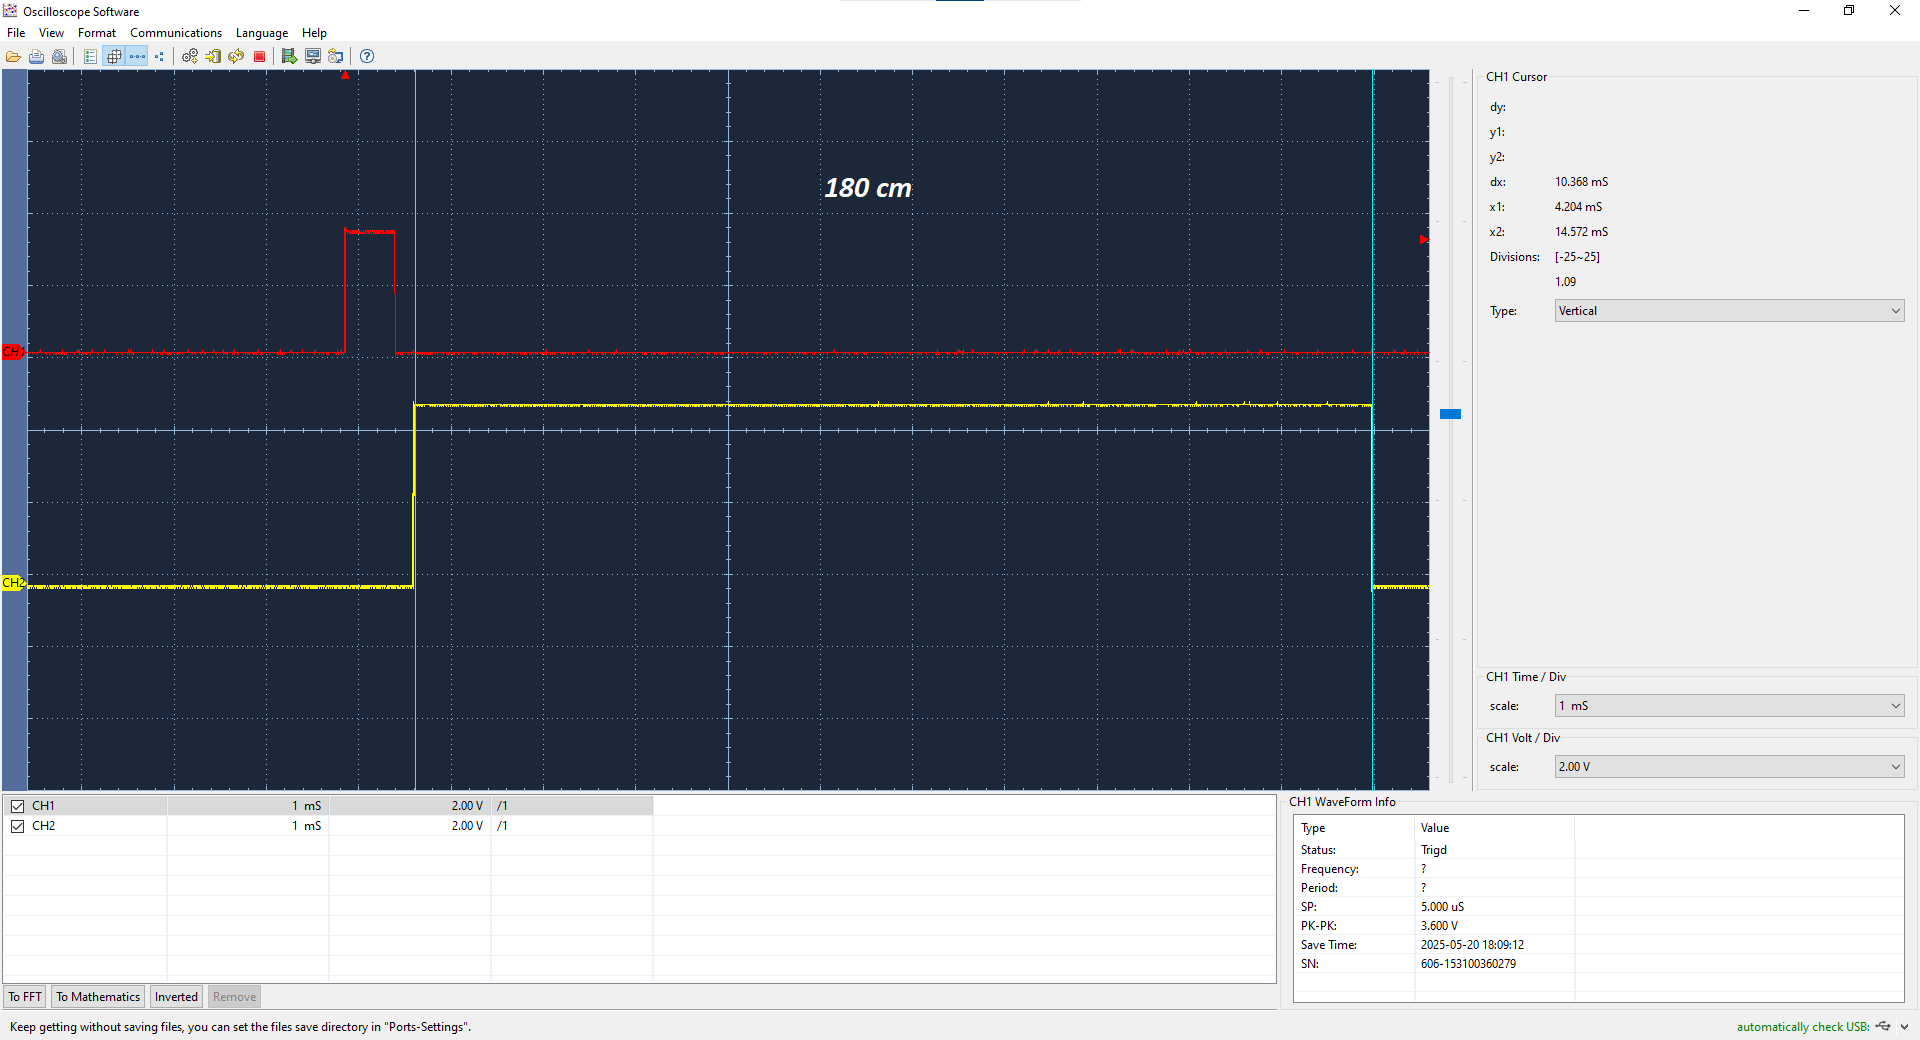 Oscilloscope Software
File View Format Communications Language Help
180 cm
CH1
CH2
CH1 Cursor
dy:
y1:
y2:
dx: 10.368 mS
x1: 4.204 mS
x2: 14.572 mS
Divisions: [-25~25]
1.09
Type: Vertical
CH1 Time / Div
scale: 1 mS
CH1 Volt / Div
scale: 2.00 V
CH1 1 mS 2.00 V /1
CH2 1 mS 2.00 V /1
To FFT To Mathematics Inverted Remove
CH1 WaveForm Info
Type Value
Status: Trigd
Frequency: ?
Period: ?
SP: 5.000 uS
PK-PK: 3.600 V
Save Time: 2025-05-20 18:09:12
SN: 606-153100360279
Keep getting without saving files, you can set the files save directory in "Ports-Settings".
automatically check USB: